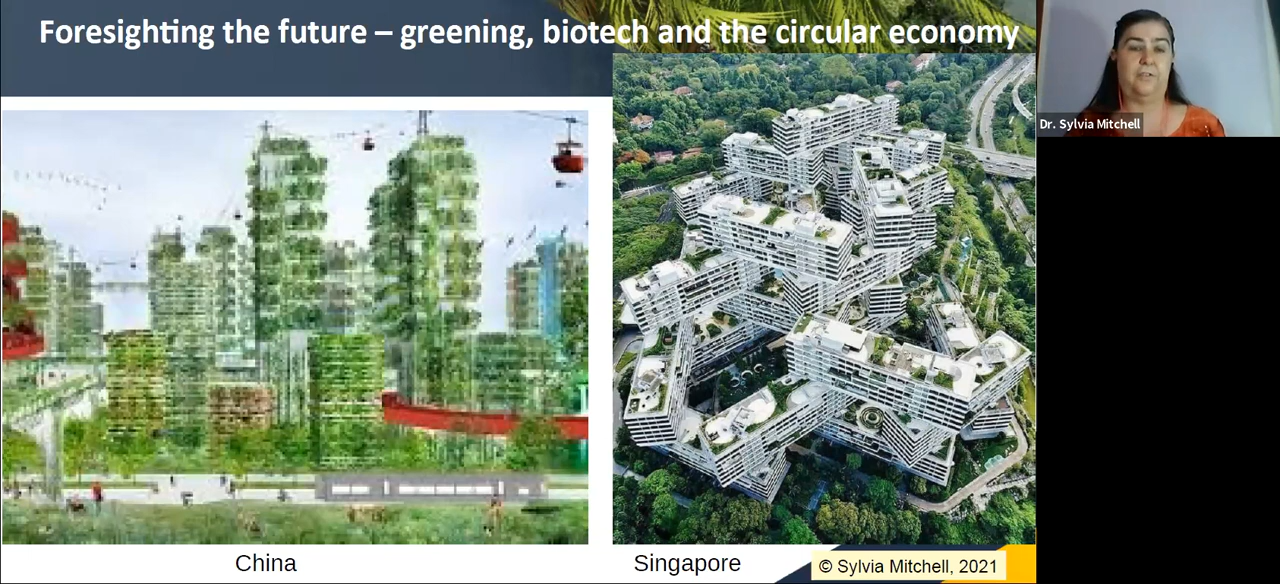 Foresighting the future – greening, biotech and the circular economy
Dr. Sylvia Mitchell
China
Singapore
© Sylvia Mitchell, 2021